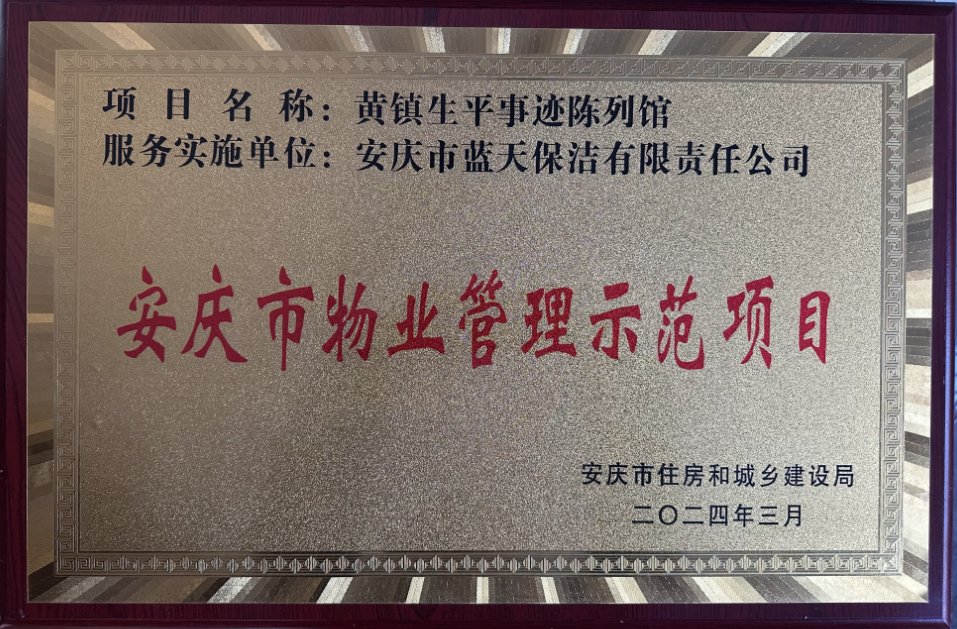 项目名称：黄镇生平事迹陈列馆
服务实施单位：安庆市蓝天保洁有限责任公司
安庆市物业管理示范项目
安庆市住房和城乡建设局
二〇二四年三月